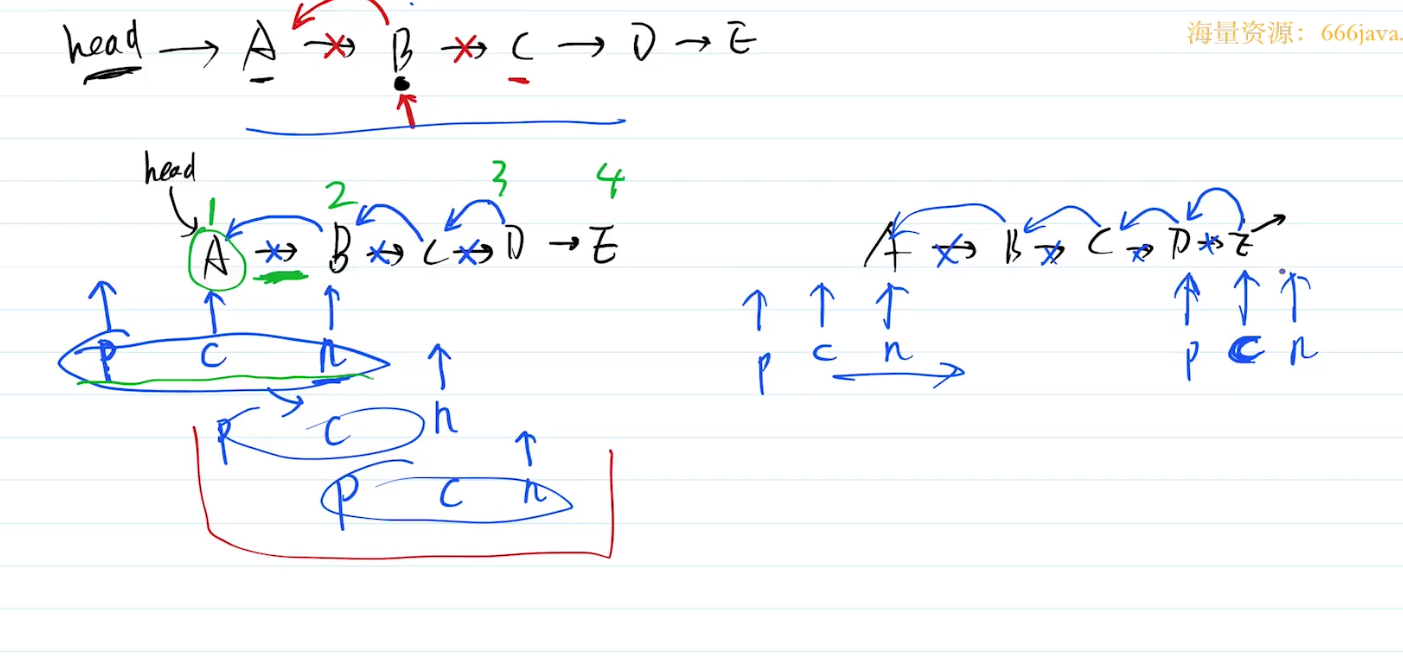 海量资源：666java.
head → A → B → C → D → E
head
1 2 3 4
A → B → C → D → E
A → B → C → D → E
P C n
P C n
P C n
P C n
P C n